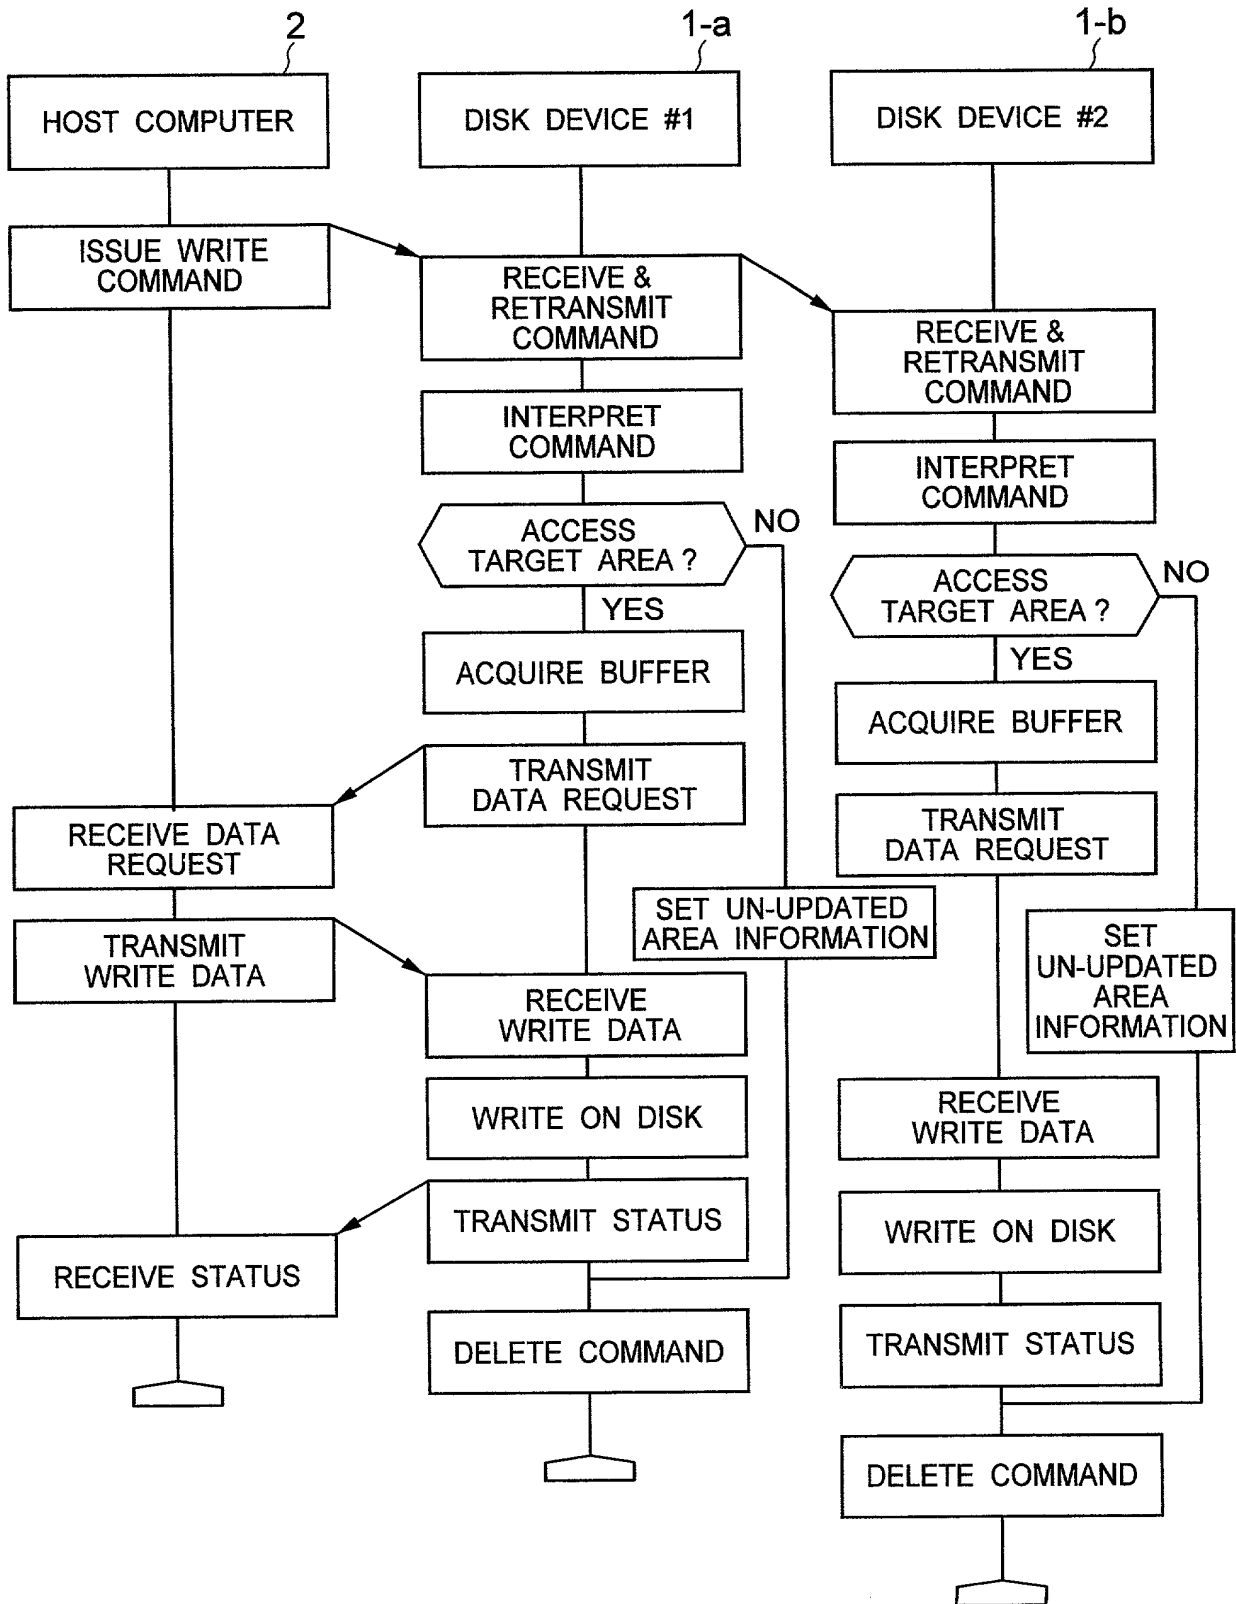 2
1-a
1-b
HOST COMPUTER
DISK DEVICE #1
DISK DEVICE #2
ISSUE WRITE
COMMAND
RECEIVE &
RETRANSMIT
COMMAND
RECEIVE &
RETRANSMIT
COMMAND
INTERPRET
COMMAND
INTERPRET
COMMAND
ACCESS
TARGET AREA ?
NO
YES
ACCESS
TARGET AREA ?
NO
YES
ACQUIRE BUFFER
ACQUIRE BUFFER
TRANSMIT
DATA REQUEST
TRANSMIT
DATA REQUEST
RECEIVE DATA
REQUEST
SET UN-UPDATED
AREA INFORMATION
SET
UN-UPDATED
AREA
INFORMATION
TRANSMIT
WRITE DATA
RECEIVE
WRITE DATA
WRITE ON DISK
RECEIVE
WRITE DATA
TRANSMIT STATUS
WRITE ON DISK
RECEIVE STATUS
DELETE COMMAND
TRANSMIT STATUS
DELETE COMMAND